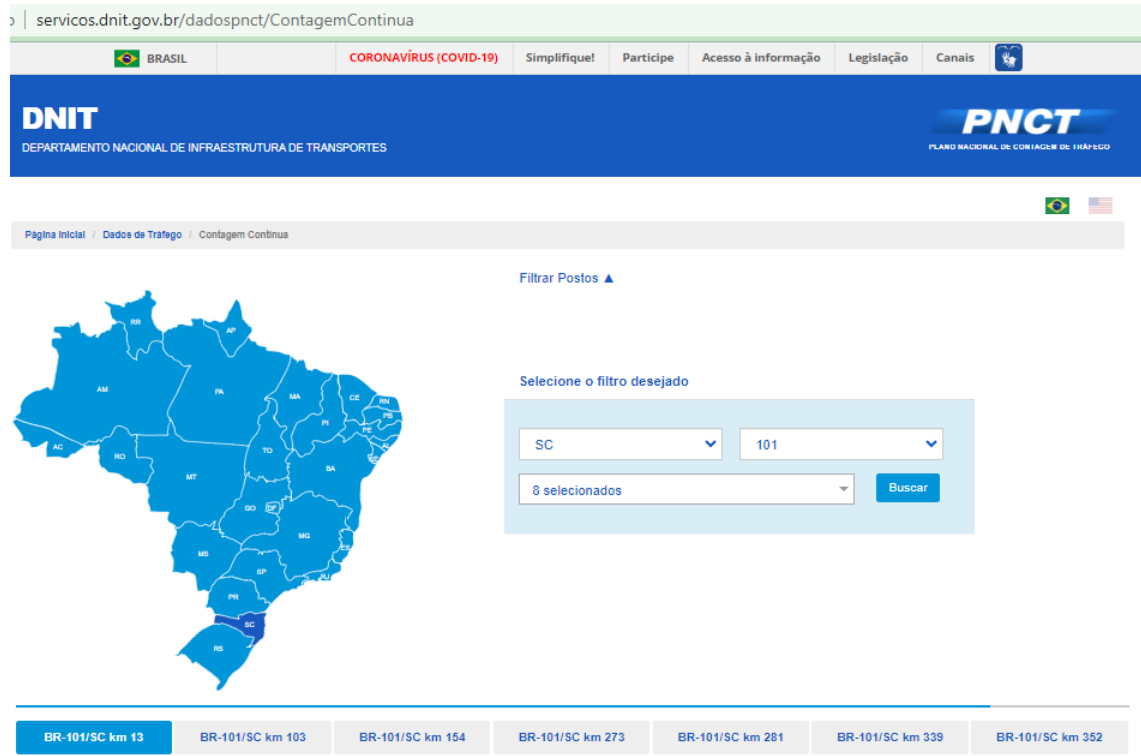 servicos.dnit.gov.br/dadospnct/ContagemContinua
BRASIL CORONAVÍRUS (COVID-19) Simplifique! Participe Acesso à informação Legislação Canais
DNIT
DEPARTAMENTO NACIONAL DE INFRAESTRUTURA DE TRANSPORTES
PNCT
PLANO NACIONAL DE CONTAGEM DE TRÁFEGO
Página Inicial / Dados de Tráfego / Contagem Continua
Filtrar Postos ▲
Selecione o filtro desejado
SC 101
8 selecionados Buscar
RR AP
AM PA MA CE RN
PB
PI PE
AC RO TO AL
SE
MT BA
GO DF
MG
MS ES
SP RJ
PR
SC
RS
BR-101/SC km 13 BR-101/SC km 103 BR-101/SC km 154 BR-101/SC km 273 BR-101/SC km 281 BR-101/SC km 339 BR-101/SC km 352